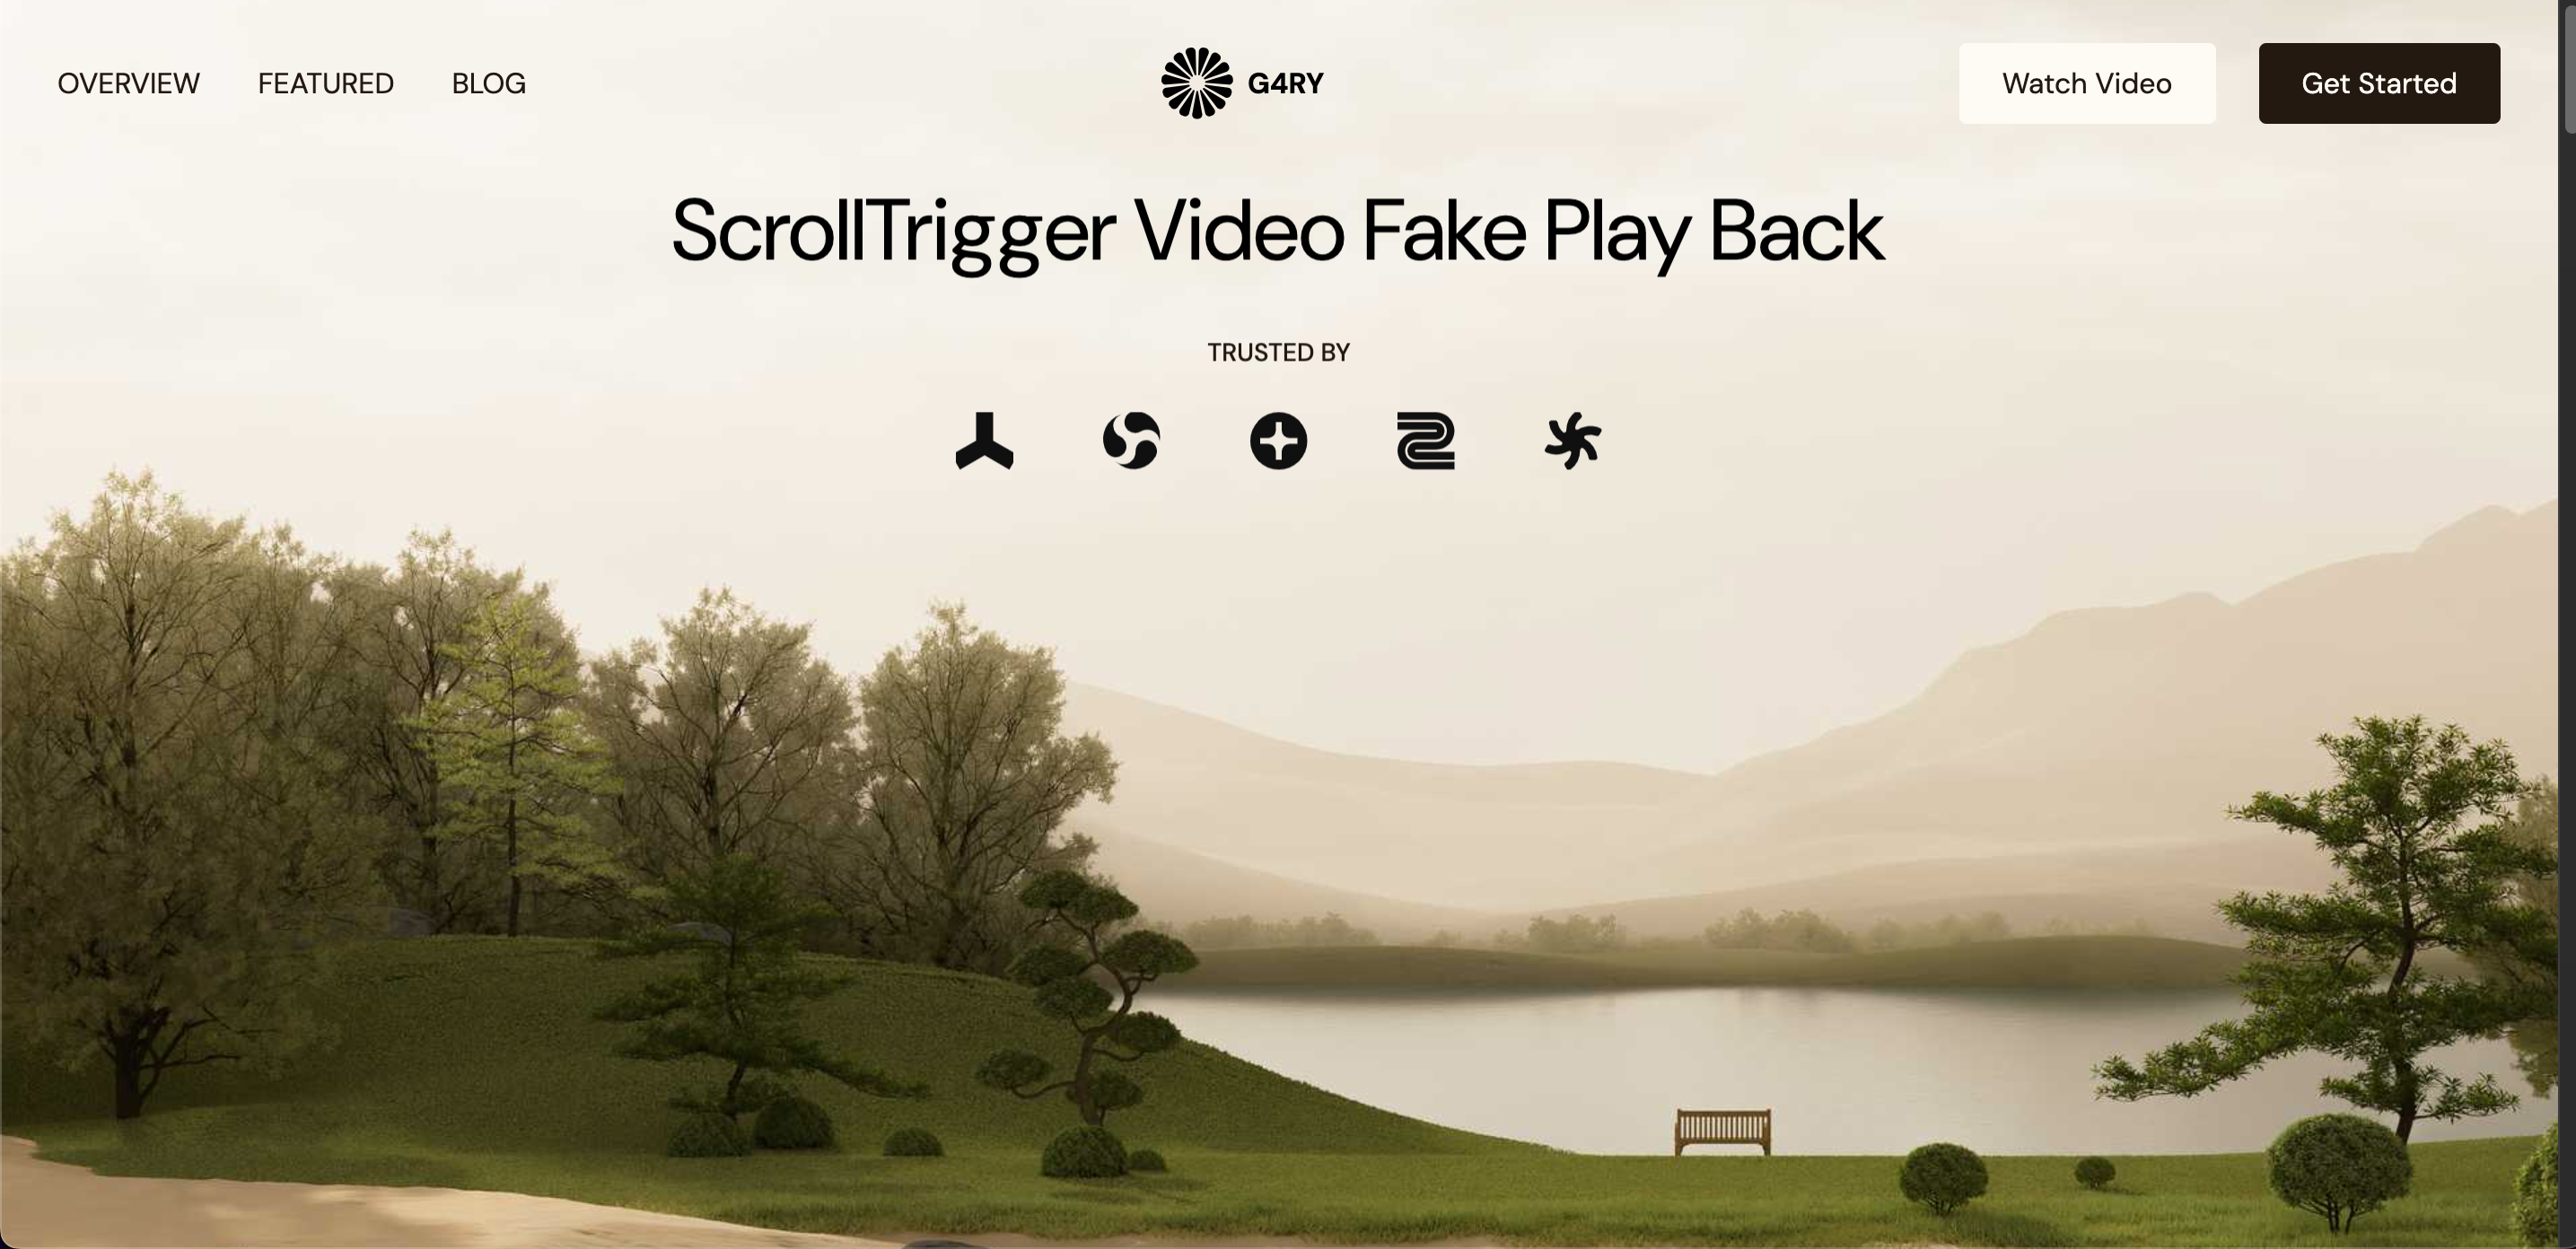 OVERVIEW FEATURED BLOG G4RY Watch Video Get Started
ScrollTrigger Video Fake Play Back
TRUSTED BY